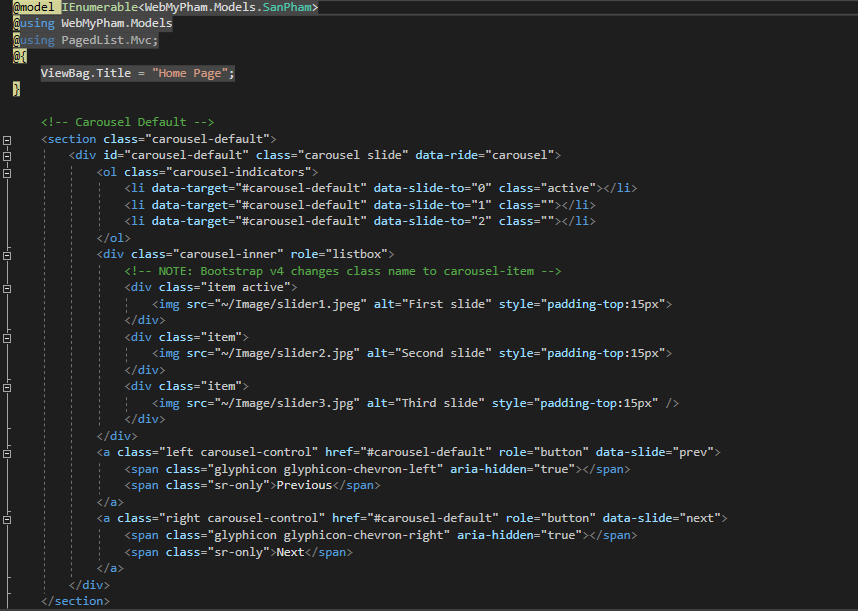 @model IEnumerable<WebMyPham.Models.SanPham>
@using WebMyPham.Models
@using PagedList.Mvc;
@{
    ViewBag.Title = "Home Page";
}
    <!-- Carousel Default -->
    <section class="carousel-default">
        <div id="carousel-default" class="carousel slide" data-ride="carousel">
            <ol class="carousel-indicators">
                <li data-target="#carousel-default" data-slide-to="0" class="active"></li>
                <li data-target="#carousel-default" data-slide-to="1" class=""></li>
                <li data-target="#carousel-default" data-slide-to="2" class=""></li>
            </ol>
            <div class="carousel-inner" role="listbox">
                <!-- NOTE: Bootstrap v4 changes class name to carousel-item -->
                <div class="item active">
                    <img src="~/Image/slider1.jpeg" alt="First slide" style="padding-top:15px">
                </div>
                <div class="item">
                    <img src="~/Image/slider2.jpg" alt="Second slide" style="padding-top:15px">
                </div>
                <div class="item">
                    <img src="~/Image/slider3.jpg" alt="Third slide" style="padding-top:15px" />
                </div>
            </div>
            <a class="left carousel-control" href="#carousel-default" role="button" data-slide="prev">
                <span class="glyphicon glyphicon-chevron-left" aria-hidden="true"></span>
                <span class="sr-only">Previous</span>
            </a>
            <a class="right carousel-control" href="#carousel-default" role="button" data-slide="next">
                <span class="glyphicon glyphicon-chevron-right" aria-hidden="true"></span>
                <span class="sr-only">Next</span>
            </a>
        </div>
    </section>